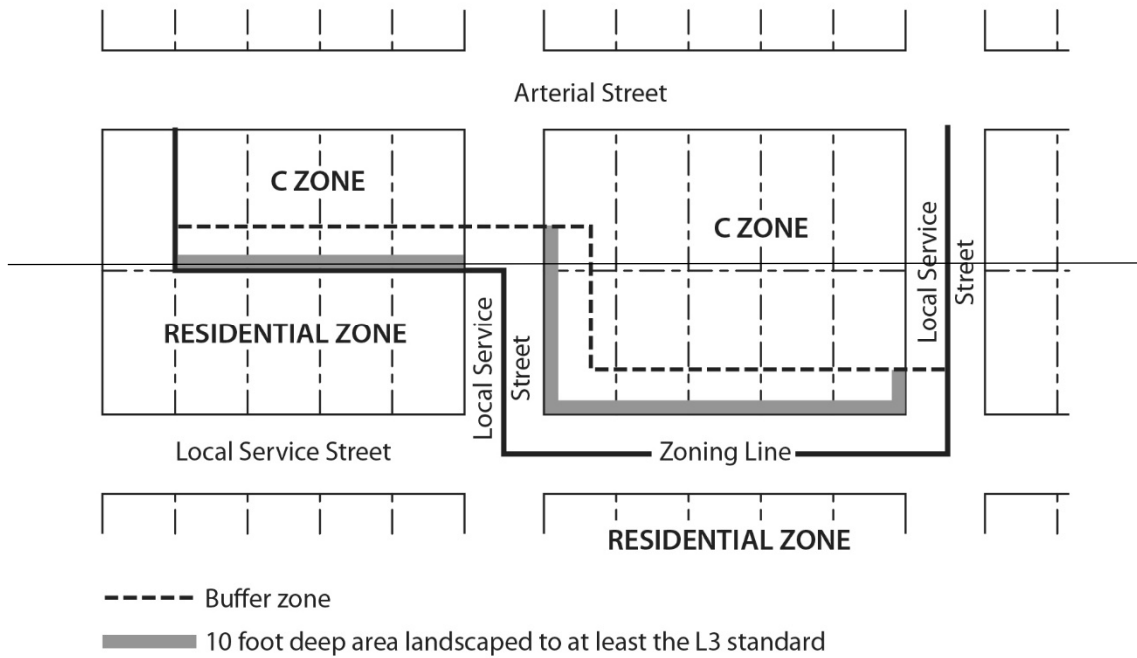 Arterial Street
C ZONE
C ZONE
Local Service
Street
RESIDENTIAL ZONE
Local Service
Street
Local Service Street
Zoning Line
RESIDENTIAL ZONE
Buffer zone
10 foot deep area landscaped to at least the L3 standard